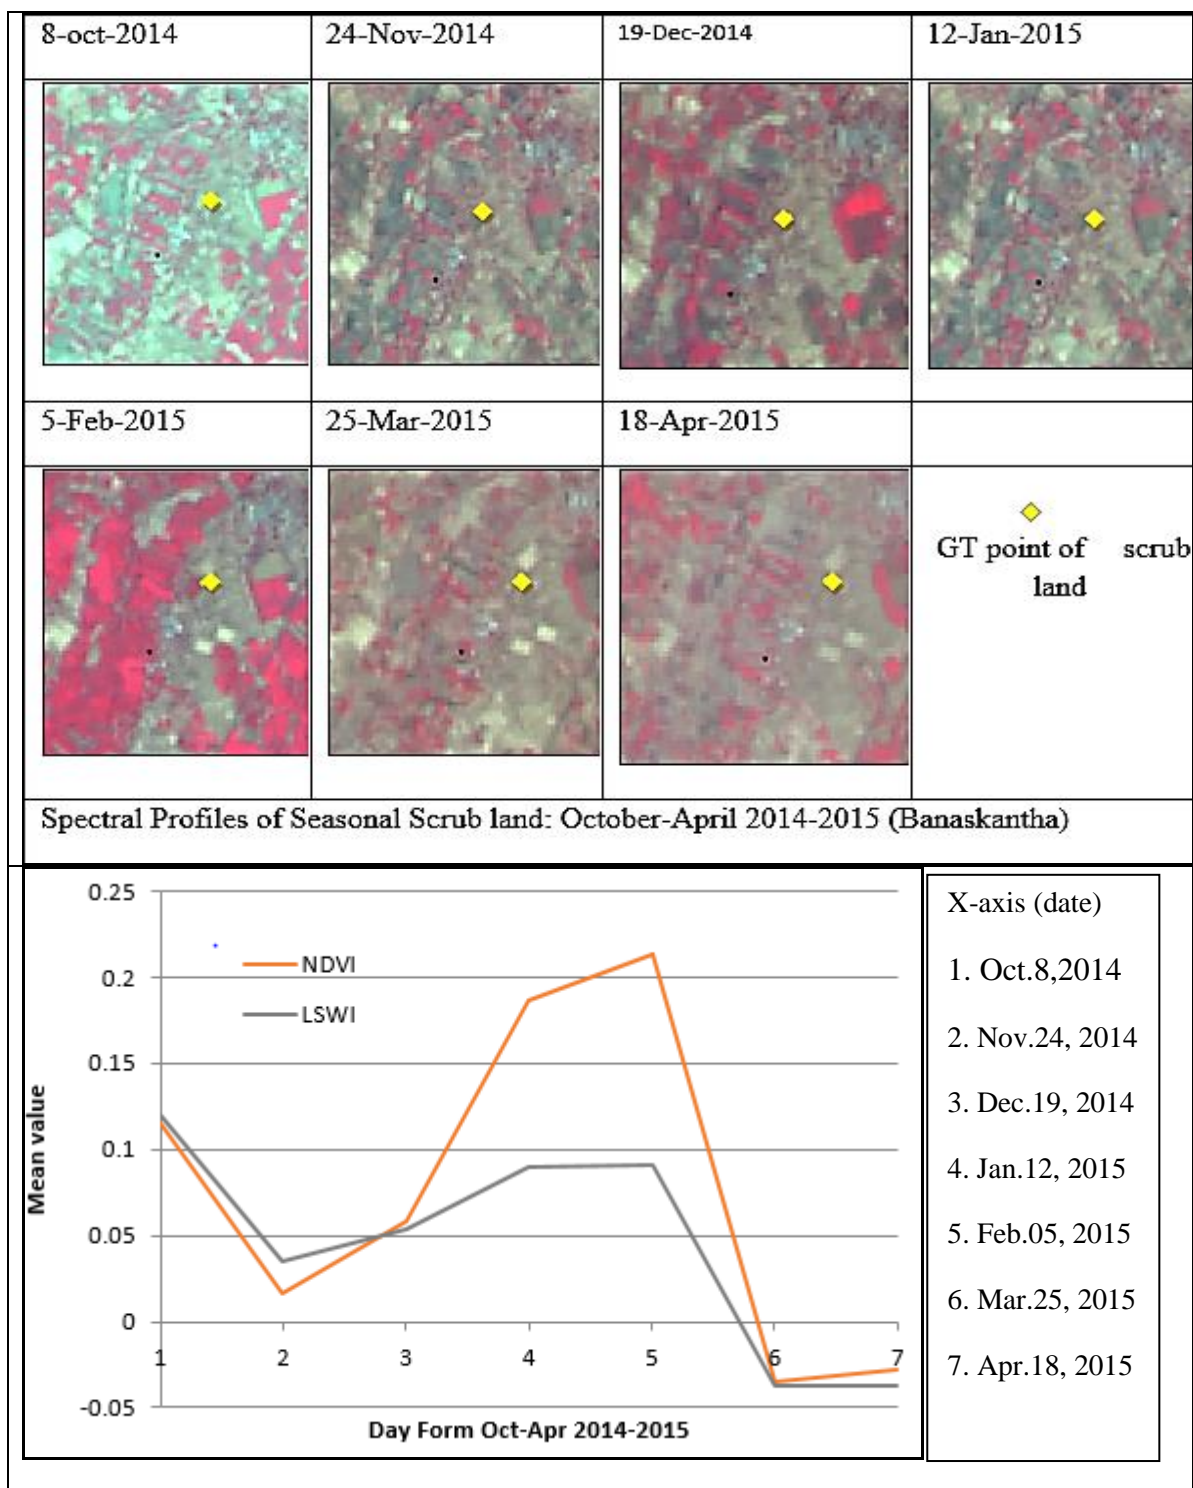 8-oct-2014
24-Nov-2014
19-Dec-2014
12-Jan-2015
5-Feb-2015
25-Mar-2015
18-Apr-2015
GT point of scrub
land
Spectral Profiles of Seasonal Scrub land: October-April 2014-2015 (Banaskantha)
0.25
0.2
0.15
0.1
0.05
0
-0.05
Mean value
NDVI
LSWI
1 2 3 4 5 6 7
Day Form Oct-Apr 2014-2015
X-axis (date)
1. Oct.8,2014
2. Nov.24, 2014
3. Dec.19, 2014
4. Jan.12, 2015
5. Feb.05, 2015
6. Mar.25, 2015
7. Apr.18, 2015